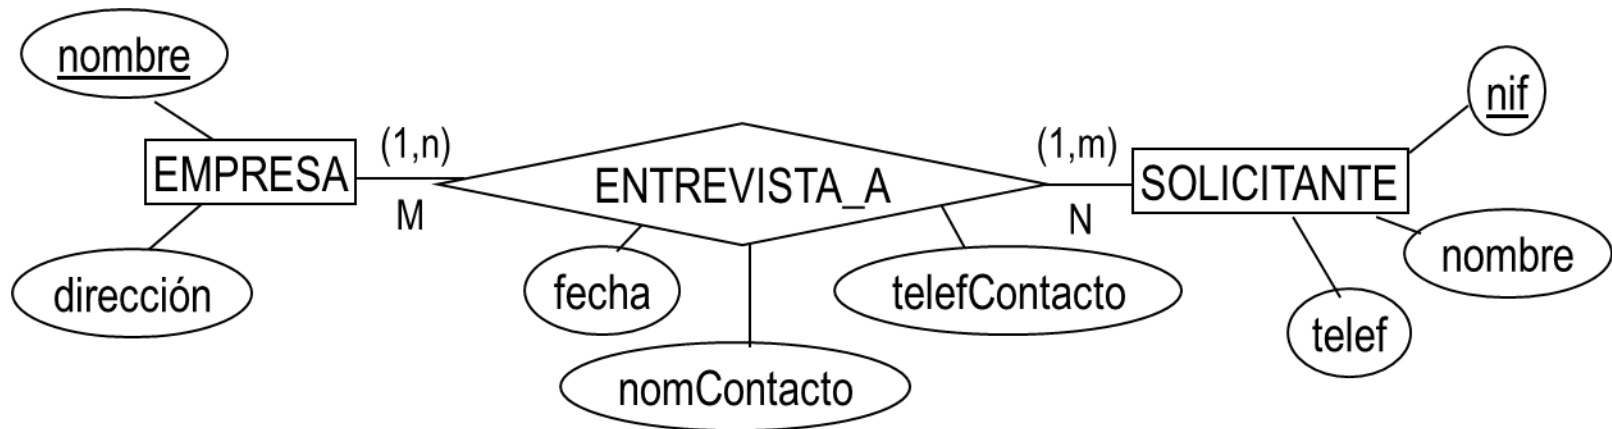 nombre
nif
(1,n)
(1,m)
EMPRESA
ENTREVISTA_A
SOLICITANTE
M
N
nombre
dirección
fecha
telefContacto
telef
nomContacto